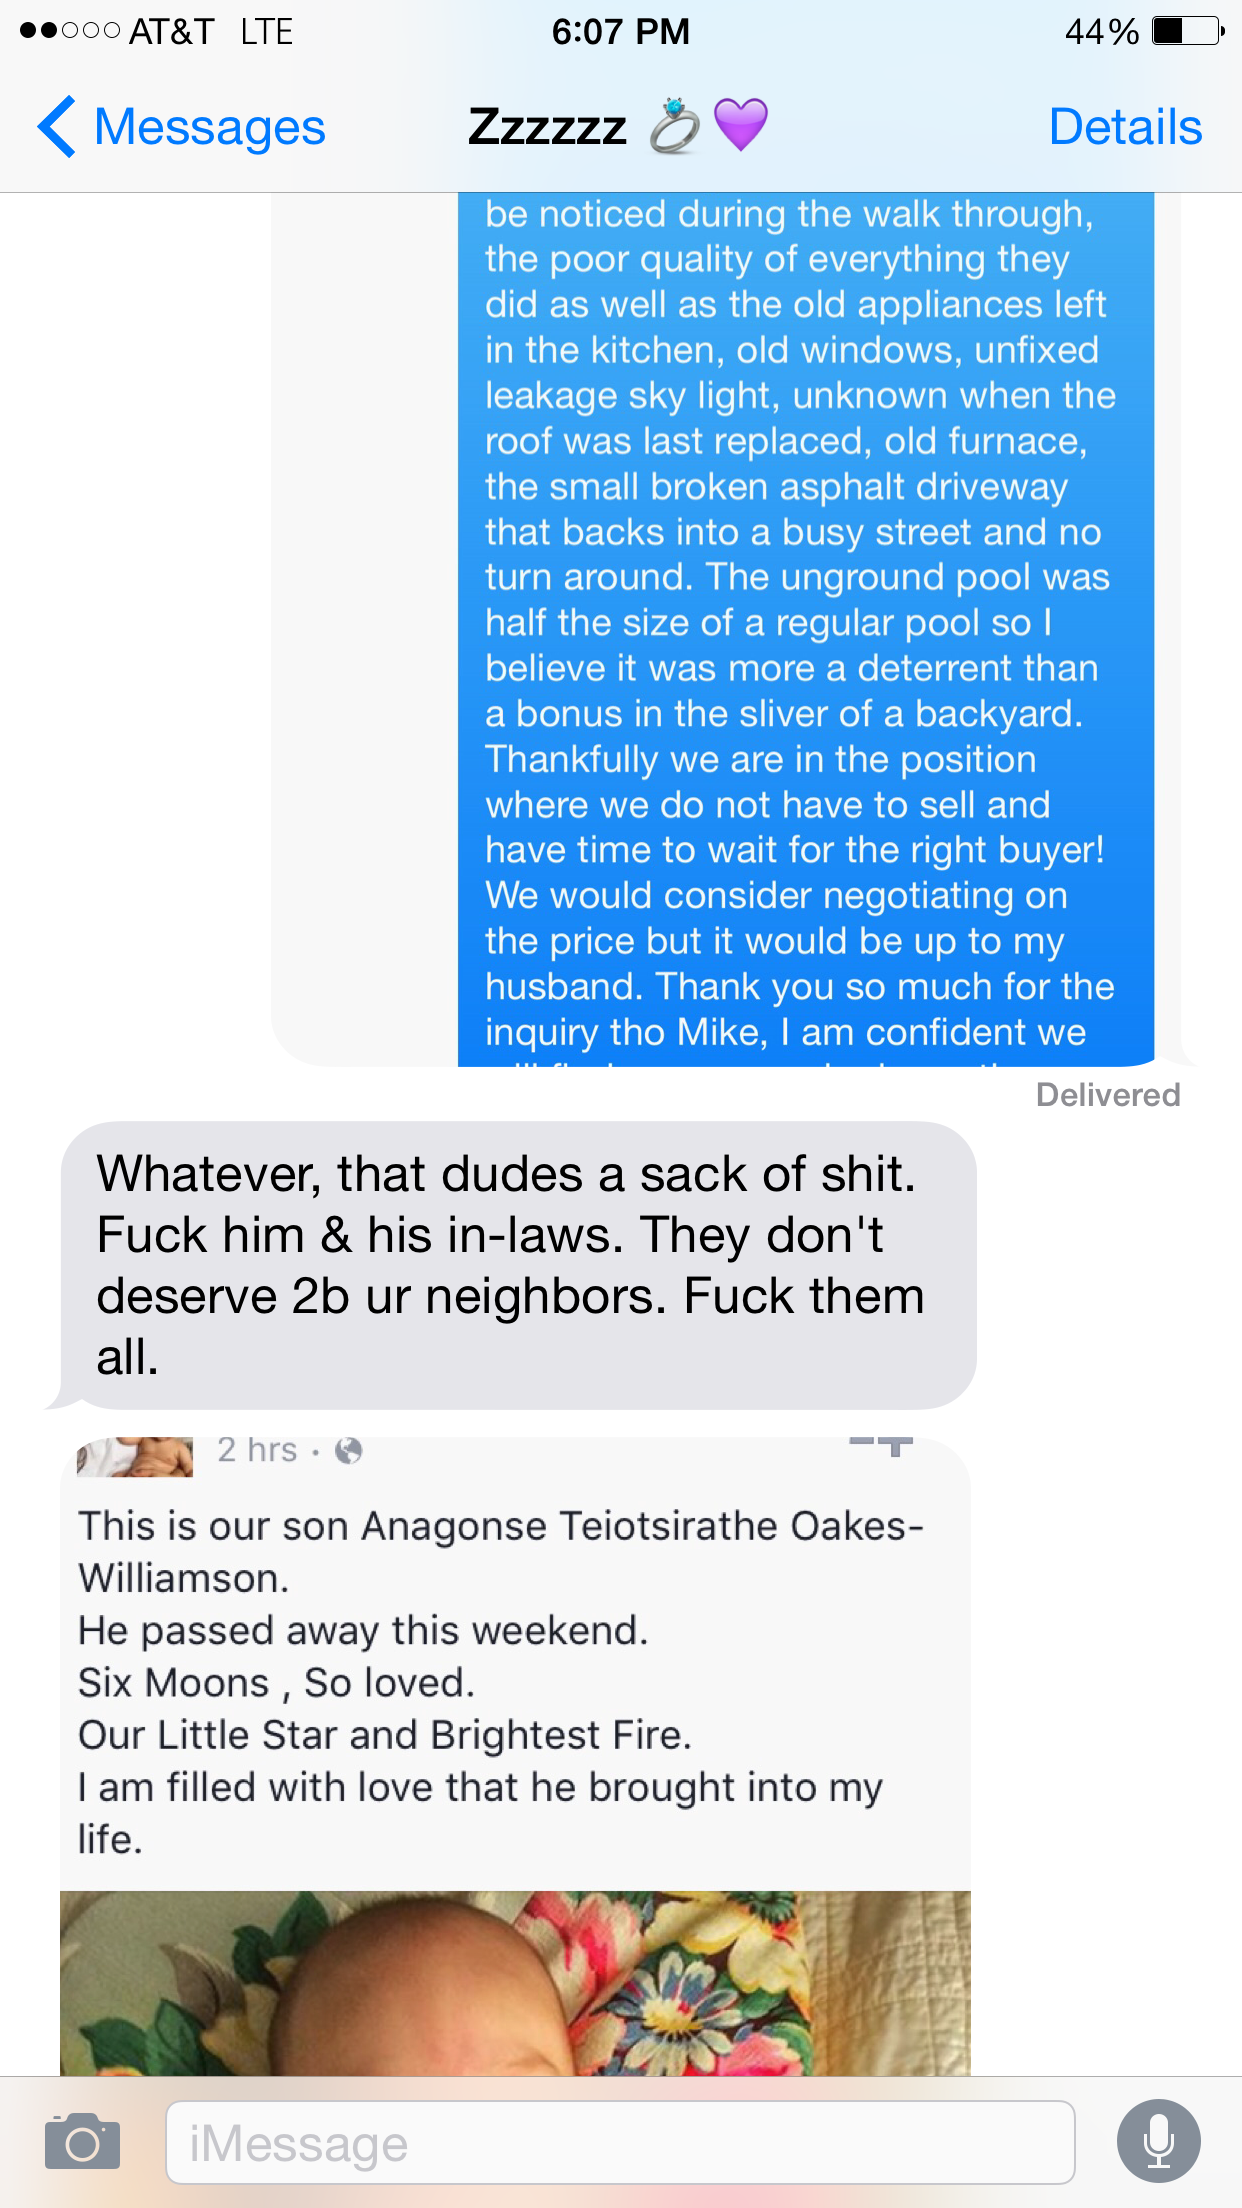 AT&T LTE 6:07 PM 44%
Messages Zzzzzz 💍💜 Details
be noticed during the walk through,
the poor quality of everything they
did as well as the old appliances left
in the kitchen, old windows, unfixed
leakage sky light, unknown when the
roof was last replaced, old furnace,
the small broken asphalt driveway
that backs into a busy street and no
turn around. The unground pool was
half the size of a regular pool so I
believe it was more a deterrent than
a bonus in the sliver of a backyard.
Thankfully we are in the position
where we do not have to sell and
have time to wait for the right buyer!
We would consider negotiating on
the price but it would be up to my
husband. Thank you so much for the
inquiry tho Mike, I am confident we
Delivered
Whatever, that dudes a sack of shit.
Fuck him & his in-laws. They don't
deserve 2b ur neighbors. Fuck them
all.
2 hrs ·
This is our son Anagonse Teiotsirathe Oakes-
Williamson.
He passed away this weekend.
Six Moons , So loved.
Our Little Star and Brightest Fire.
I am filled with love that he brought into my
life.
iMessage